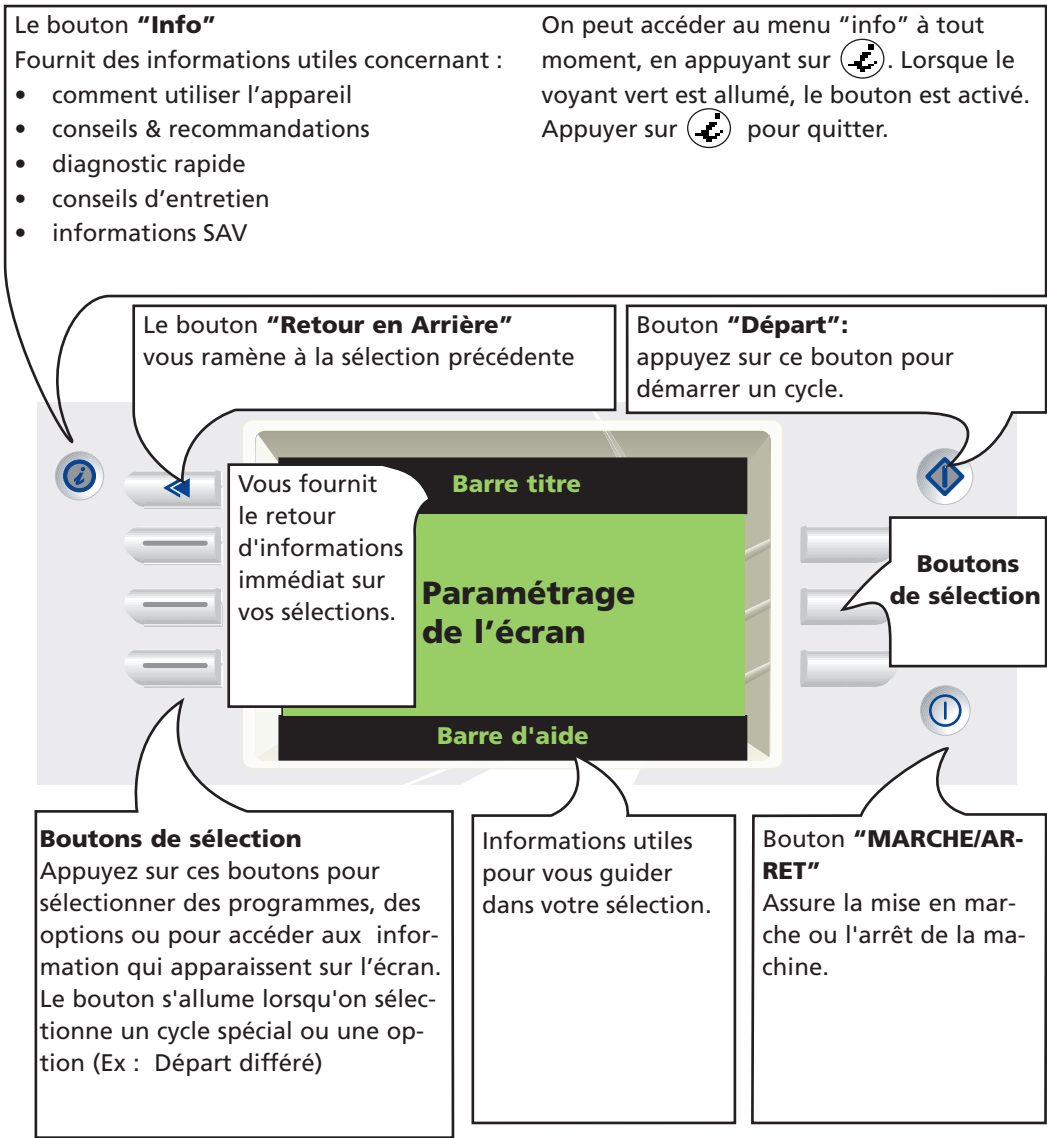 Le bouton “Info”
Fournit des informations utiles concernant :
• comment utiliser l’appareil
• conseils & recommandations
• diagnostic rapide
• conseils d’entretien
• informations SAV
On peut accéder au menu “info” à tout
moment, en appuyant sur i. Lorsque le
voyant vert est allumé, le bouton est activé.
Appuyer sur i pour quitter.
Le bouton “Retour en Arrière”
vous ramène à la sélection précédente
Bouton “Départ”:
appuyez sur ce bouton pour
démarrer un cycle.
i
Vous fournit
le retour
d'informations
immédiat sur
vos sélections.
Barre titre
Paramétrage
de l’écran
Barre d'aide
Boutons
de sélection
Boutons de sélection
Appuyez sur ces boutons pour
sélectionner des programmes, des
options ou pour accéder aux infor-
mation qui apparaissent sur l’écran.
Le bouton s'allume lorsqu'on sélec-
tionne un cycle spécial ou une op-
tion (Ex : Départ différé)
Informations utiles
pour vous guider
dans votre sélection.
Bouton “MARCHE/AR-
RET”
Assure la mise en mar-
che ou l'arrêt de la ma-
chine.